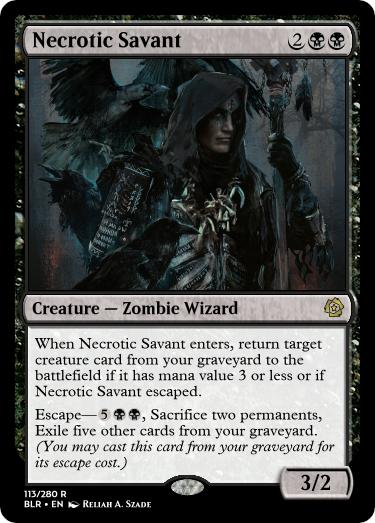 Necrotic Savant 2
Creature — Zombie Wizard
When Necrotic Savant enters, return target
creature card from your graveyard to the
battlefield if it has mana value 3 or less or if
Necrotic Savant escaped.
Escape—5, Sacrifice two permanents,
Exile five other cards from your graveyard.
(You may cast this card from your graveyard for
its escape cost.)
3/2
113/280 R
BLR • EN Reliah A. Szade